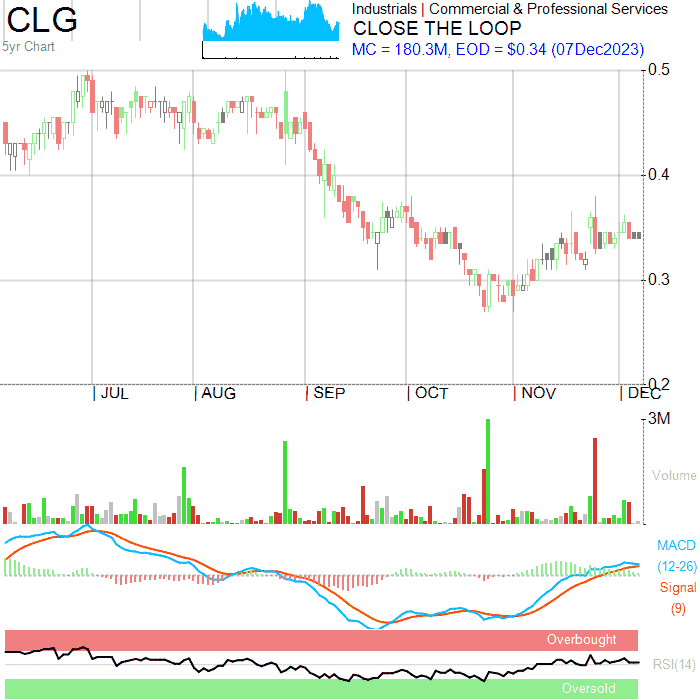 CLG
5yr Chart
Industrials | Commercial & Professional Services
CLOSE THE LOOP
MC = 180.3M, EOD = $0.34 (07Dec2023)
0.5
0.4
0.3
0.2
JUL AUG SEP OCT NOV DEC
3M
Volume
MACD
(12-26)
Signal
(9)
Overbought
RSI(14)
Oversold